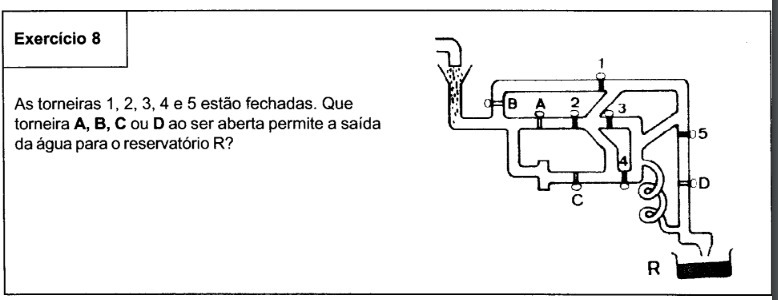 Exercício 8
As torneiras 1, 2, 3, 4 e 5 estão fechadas. Que
torneira A, B, C ou D ao ser aberta permite a saída
da água para o reservatório R?
1
B
A
2
3
5
4
D
C
R